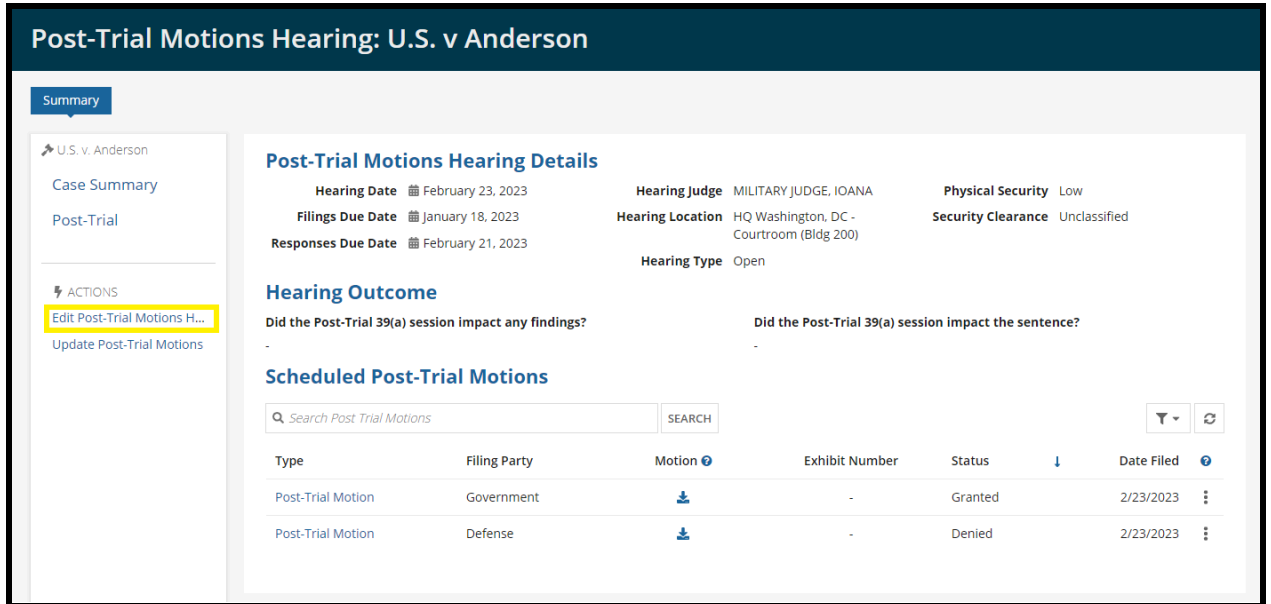 Post-Trial Motions Hearing: U.S. v Anderson
Summary
U.S. v. Anderson
Case Summary
Post-Trial
ACTIONS
Edit Post-Trial Motions H...
Update Post-Trial Motions
Post-Trial Motions Hearing Details
Hearing Date February 23, 2023
Filings Due Date January 18, 2023
Responses Due Date February 21, 2023
Hearing Judge MILITARY JUDGE, IOANA
Hearing Location HQ Washington, DC -
Courtroom (Bldg 200)
Hearing Type Open
Physical Security Low
Security Clearance Unclassified
Hearing Outcome
Did the Post-Trial 39(a) session impact any findings?
-
Did the Post-Trial 39(a) session impact the sentence?
-
Scheduled Post-Trial Motions
Search Post Trial Motions SEARCH
Type Filing Party Motion Exhibit Number Status Date Filed
Post-Trial Motion Government - Granted 2/23/2023
Post-Trial Motion Defense - Denied 2/23/2023